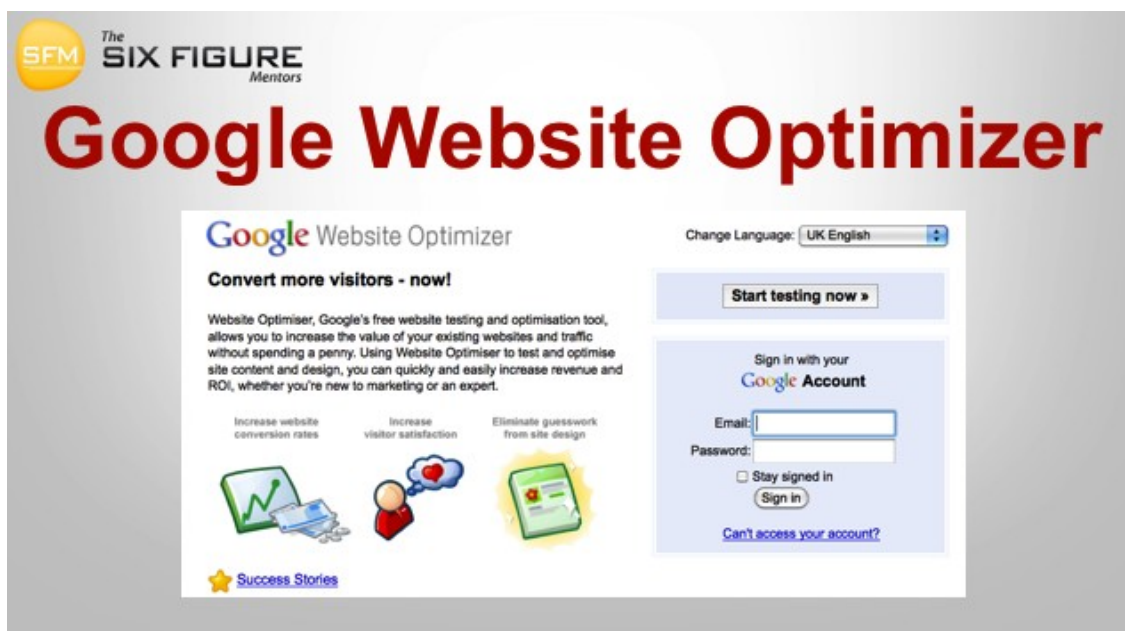 SFM
The
SIX FIGURE
Mentors
Google Website Optimizer
Google Website Optimizer
Change Language: UK English
Convert more visitors - now!
Start testing now »
Website Optimiser, Google's free website testing and optimisation tool,
allows you to increase the value of your existing websites and traffic
without spending a penny. Using Website Optimiser to test and optimise
site content and design, you can quickly and easily increase revenue and
ROI, whether you're new to marketing or an expert.
Increase website
conversion rates
Increase
visitor satisfaction
Eliminate guesswork
from site design
Success Stories
Sign in with your
Google Account
Email:
Password:
Stay signed in
Sign in
Can't access your account?